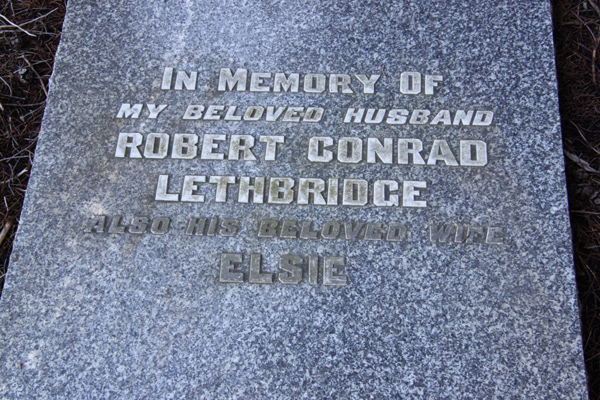 IN MEMORY OF
MY BELOVED HUSBAND
ROBERT CONRAD
LETHBRIDGE
ALSO HIS BELOVED WIFE
ELSIE